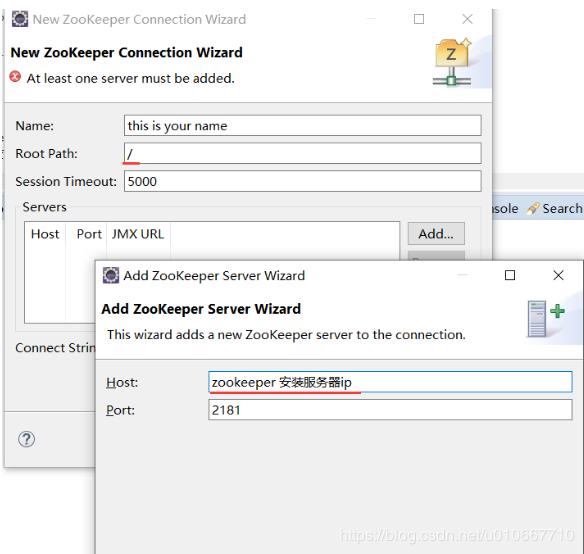 New ZooKeeper Connection Wizard
New ZooKeeper Connection Wizard
At least one server must be added.
Name: this is your name
Root Path: /
Session Timeout: 5000
Servers
Host Port JMX URL
Add...
nsole Search
Add ZooKeeper Server Wizard
Add ZooKeeper Server Wizard
This wizard adds a new ZooKeeper server to the connection.
Connect Strin
Host: zookeeper 安装服务器ip
Port: 2181
https://blog.csdn.net/u010667710